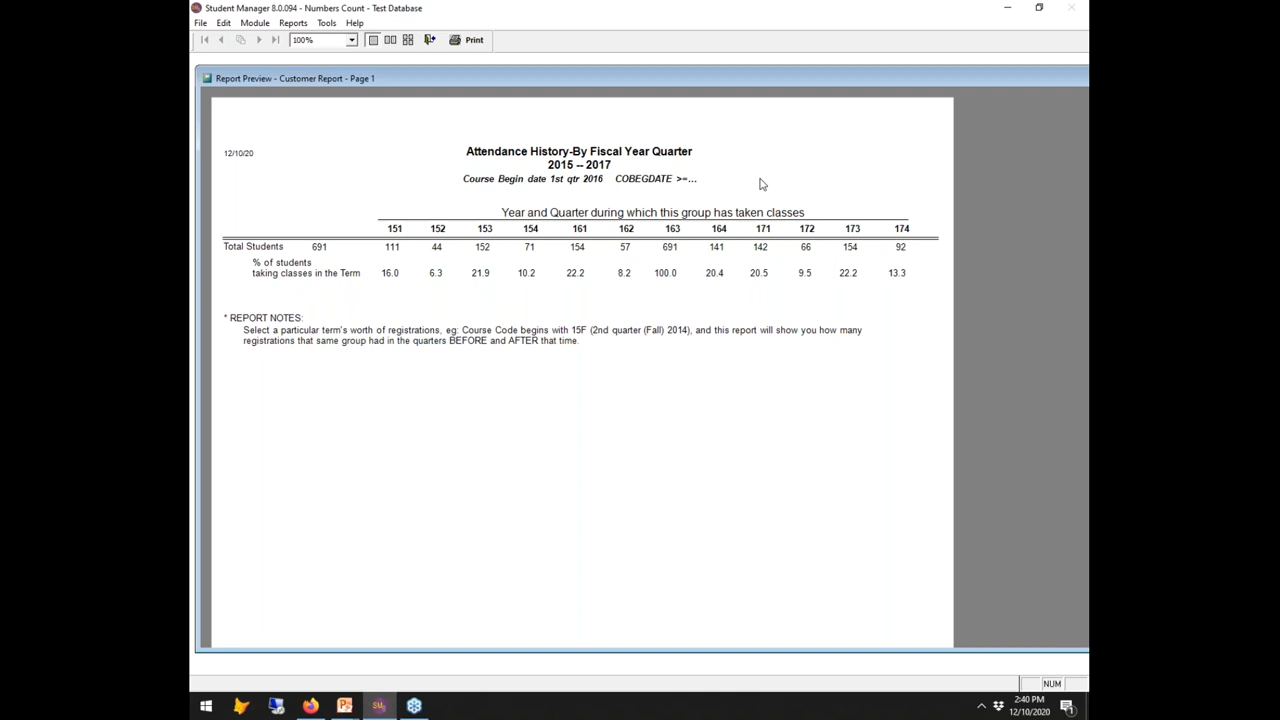 Student Manager 8.0.094 - Numbers Count - Test Database
File Edit Module Reports Tools Help
100% Print
Report Preview - Customer Report - Page 1
12/10/20
Attendance History-By Fiscal Year Quarter
2015 -- 2017
Course Begin date 1st qtr 2016 COBEGDATE >=...
Year and Quarter during which this group has taken classes
151 152 153 154 161 162 163 164 171 172 173 174
Total Students 691 111 44 152 71 154 57 691 141 142 66 154 92
% of students
taking classes in the Term 16.0 6.3 21.9 10.2 22.2 8.2 100.0 20.4 20.5 9.5 22.2 13.3
* REPORT NOTES:
Select a particular term's worth of registrations, eg: Course Code begins with 15F (2nd quarter (Fall) 2014), and this report will show you how many
registrations that same group had in the quarters BEFORE and AFTER that time.
NUM
SM
2:40 PM
12/10/2020
1